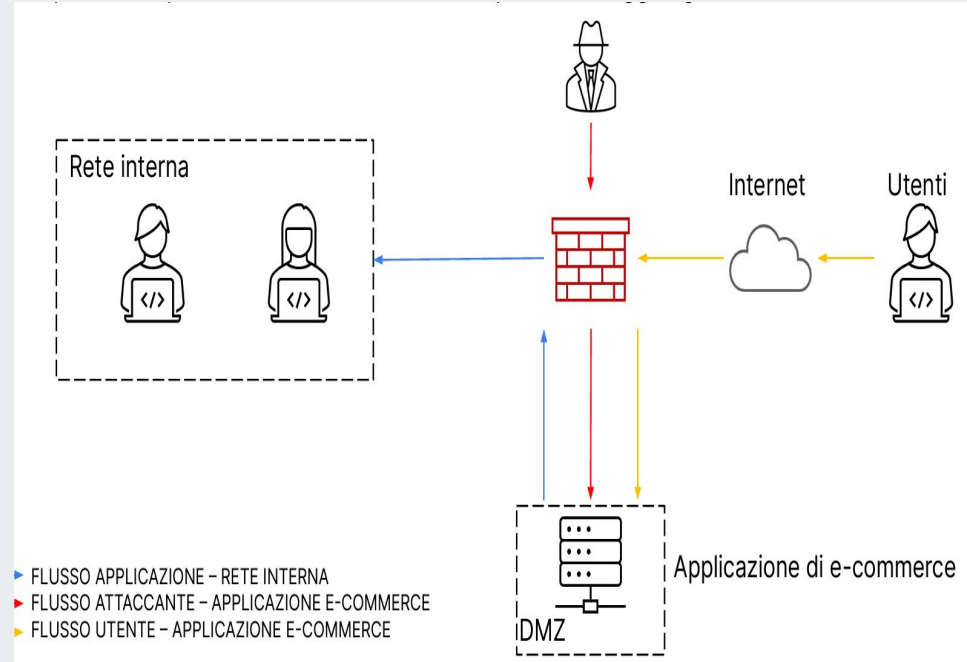 Rete interna
Internet
Utenti
</>
</>
</>
Applicazione di e-commerce
DMZ
FLUSSO APPLICAZIONE – RETE INTERNA
FLUSSO ATTACCANTE – APPLICAZIONE E-COMMERCE
FLUSSO UTENTE – APPLICAZIONE E-COMMERCE